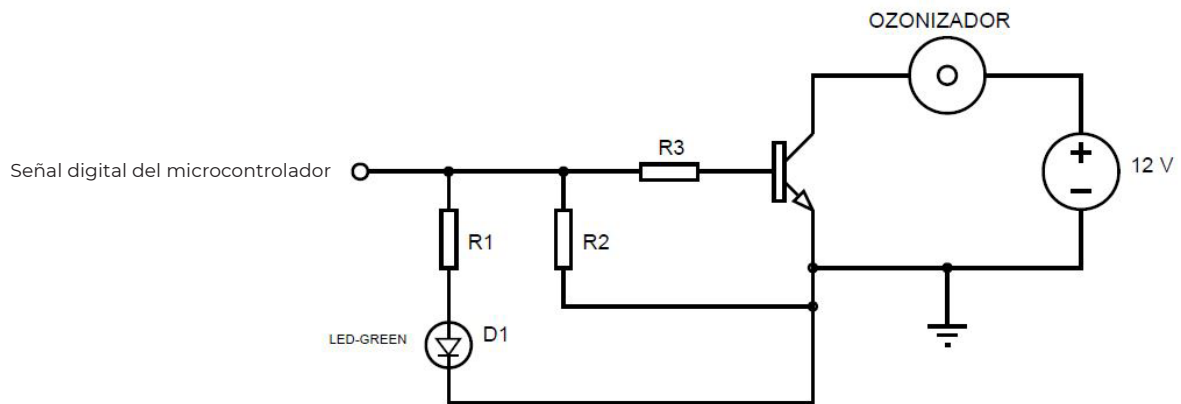 OZONIZADOR
Señal digital del microcontrolador
R3
12 V
R1
R2
LED-GREEN
D1